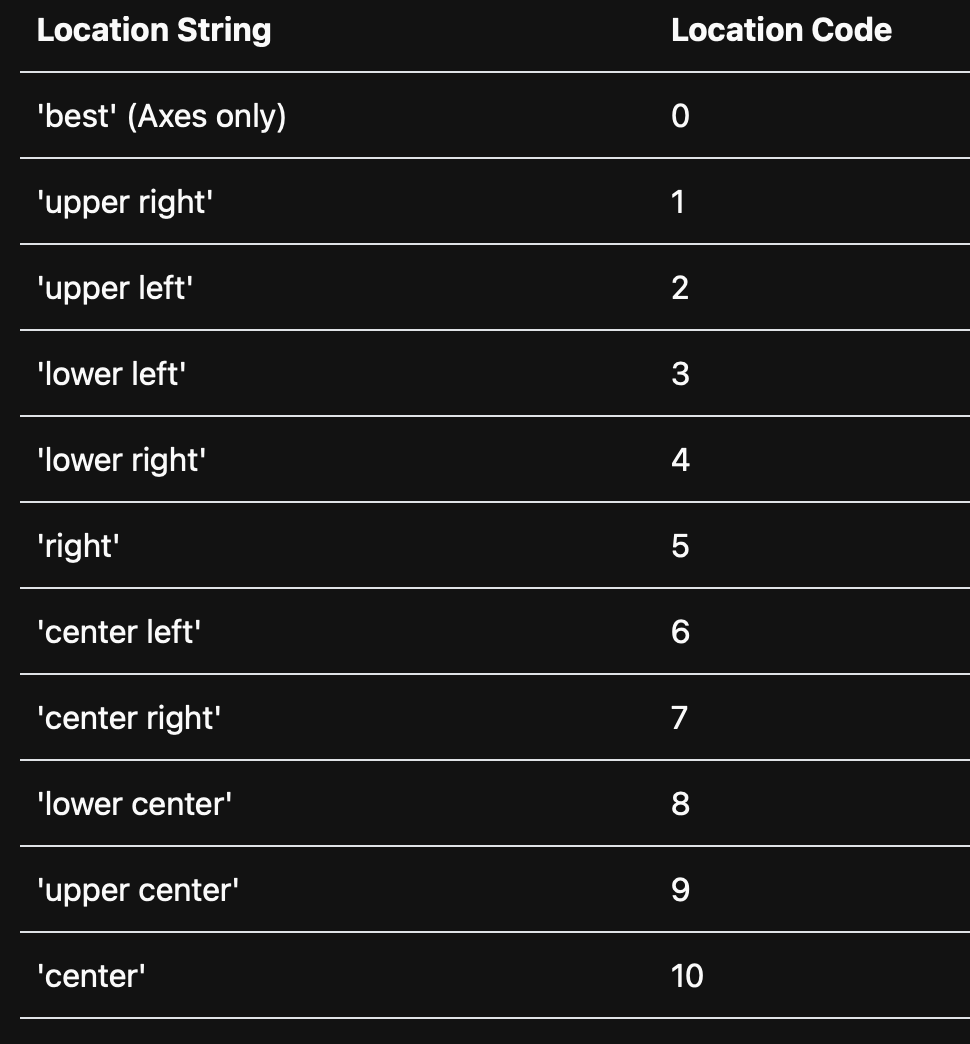 Location String Location Code
'best' (Axes only) 0
'upper right' 1
'upper left' 2
'lower left' 3
'lower right' 4
'right' 5
'center left' 6
'center right' 7
'lower center' 8
'upper center' 9
'center' 10